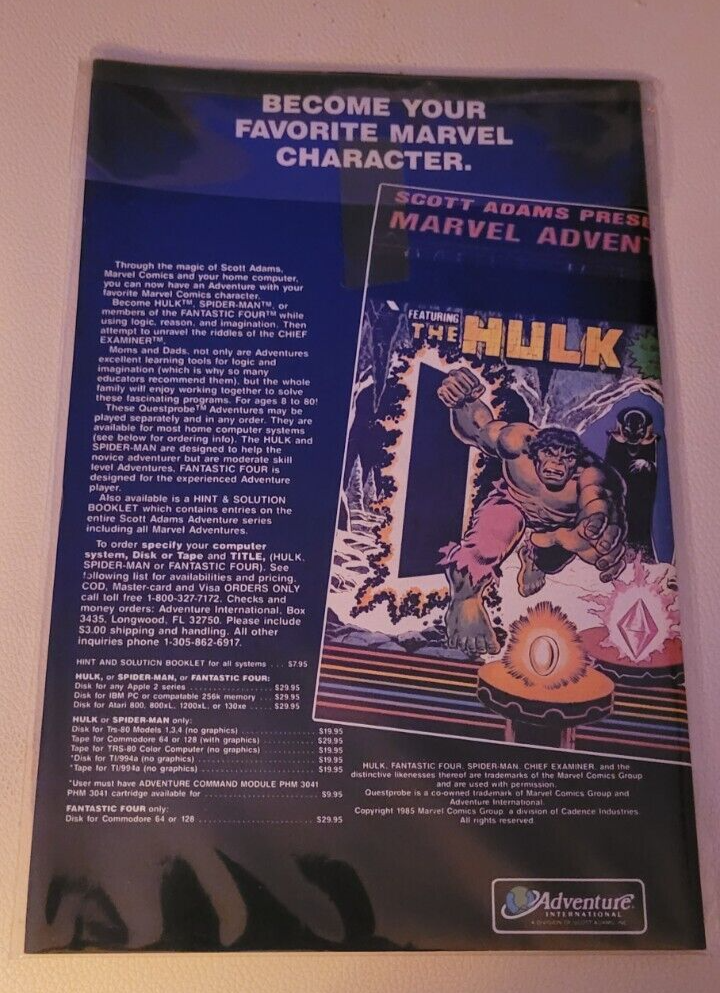 BECOME YOUR
FAVORITE MARVEL
CHARACTER.
SCOTT ADAMS PRES
MARVEL ADVEN
FEATURING
THE HULK
Through the magic of Scott Adams,
Marvel Comics and your home computer,
you can now have an Adventure with your
favorite Marvel Comics character.
Become HULK™, SPIDER-MAN™, or
members of the FANTASTIC FOUR™ while
using logic, reason, and imagination. Then
attempt to unravel the riddles of the CHIEF
EXAMINER™.
Moms and Dads, not only are Adventures
excellent learning tools for logic and
imagination (which is why so many
educators recommend them), but the whole
family will enjoy working together to solve
these fascinating programs. For ages 8 to 80!
These Questprobe™ Adventures may be
played separately and in any order. They are
available for most home computer systems
(see below for ordering info). The HULK and
SPIDER-MAN are designed to help the
novice adventurer but are moderate skill
level Adventures. FANTASTIC FOUR is
designed for the experienced Adventure
player.
Also available is a HINT & SOLUTION
BOOKLET which contains entries on the
entire Scott Adams Adventure series
including all Marvel Adventures.
To order specify your computer
system, Disk or Tape and TITLE, (HULK,
SPIDER-MAN or FANTASTIC FOUR). See
following list for availabilities and pricing.
COD, Master-card and Visa ORDERS ONLY
call toll free 1-800-327-7172. Checks and
money orders: Adventure International, Box
3435, Longwood, FL 32750. Please include
$3.00 shipping and handling. All other
inquiries phone 1-305-862-6917.
HINT AND SOLUTION BOOKLET for all systems ... $7.95
HULK, or SPIDER-MAN, or FANTASTIC FOUR:
Disk for any Apple 2 series ... $29.95
Disk for IBM PC or compatable 256k memory ... $29.95
Disk for Atari 800, 800xL, 1200xL, or 130xe ... $29.95
HULK or SPIDER-MAN only:
Disk for Trs-80 Models 1,3,4 (no graphics) ... $19.95
Tape for Commodore 64 or 128 (with graphics) ... $29.95
Tape for TRS-80 Color Computer (no graphics) ... $19.95
*Disk for TI/994a (no graphics) ... $19.95
*Tape for TI/994a (no graphics) ... $19.95
*User must have ADVENTURE COMMAND MODULE PHM 3041
PHM 3041 cartridge available for ... $9.95
FANTASTIC FOUR only:
Disk for Commodore 64 or 128 ... $29.95
HULK, FANTASTIC FOUR, SPIDER-MAN, CHIEF EXAMINER, and the
distinctive likenesses thereof are trademarks of the Marvel Comics Group
and are used with permission.
Questprobe is a co-owned trademark of Marvel Comics Group and
Adventure International.
Copyright 1985 Marvel Comics Group, a division of Cadence Industries.
All rights reserved.
Adventure
INTERNATIONAL
A DIVISION OF SCOTT ADAMS, INC.